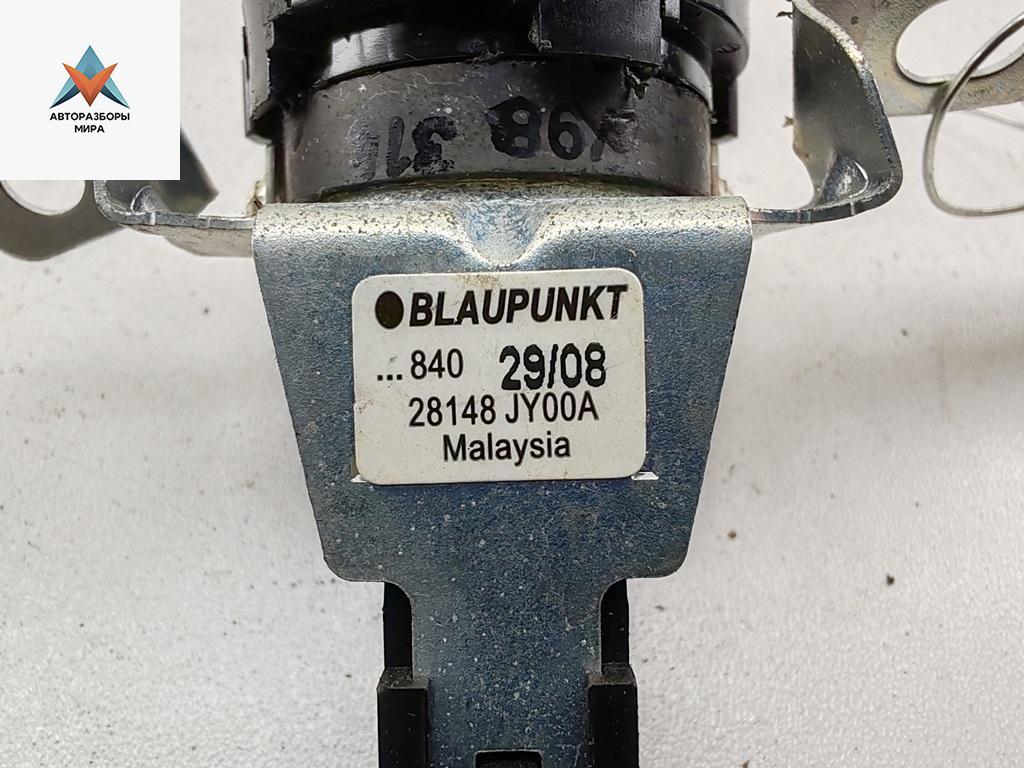 АВТОРАЗБОРЫ
МИРА
BLAUPUNKT
...840 29/08
28148 JY00A
Malaysia